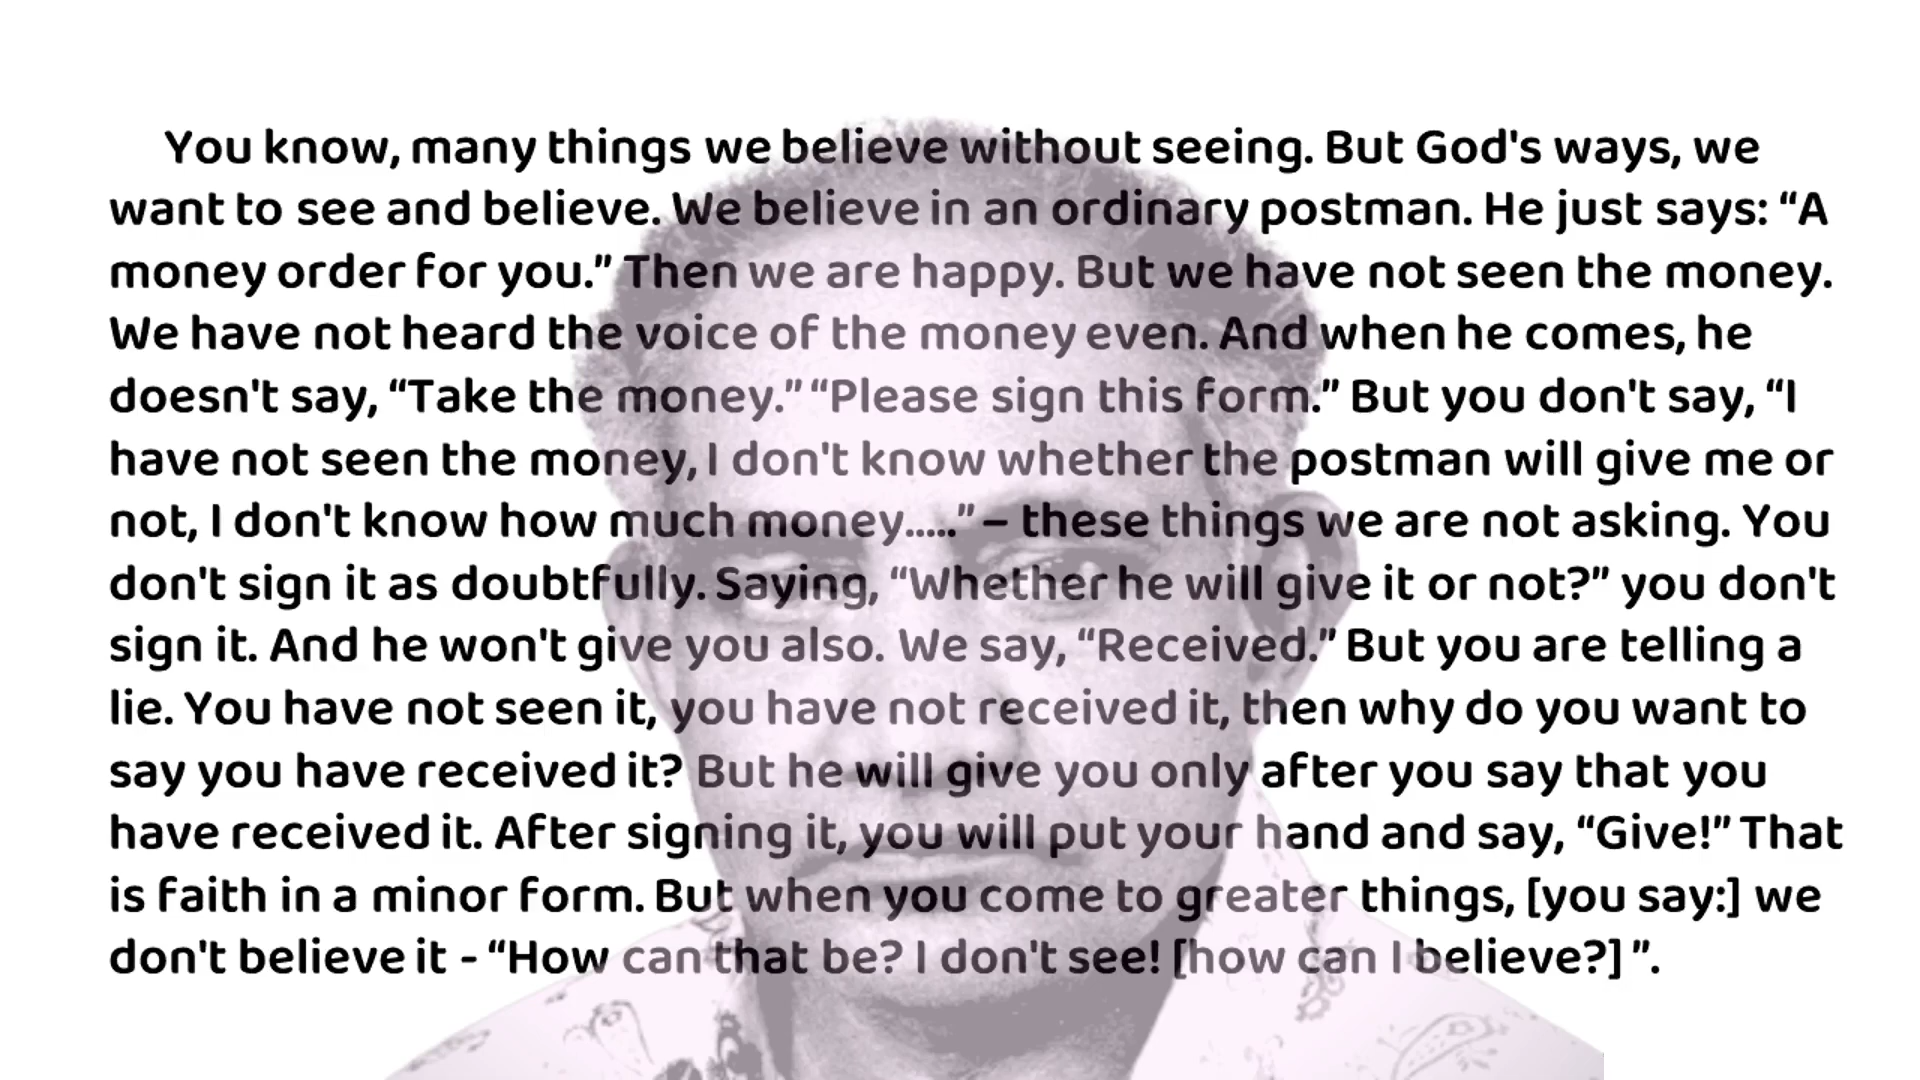 You know, many things we believe without seeing. But God's ways, we
want to see and believe. We believe in an ordinary postman. He just says: “A
money order for you.” Then we are happy. But we have not seen the money.
We have not heard the voice of the money even. And when he comes, he
doesn't say, “Take the money.” “Please sign this form.” But you don't say, “I
have not seen the money, I don't know whether the postman will give me or
not, I don't know how much money.....” – these things we are not asking. You
don't sign it as doubtfully. Saying, “Whether he will give it or not?” you don't
sign it. And he won't give you also. We say, “Received.” But you are telling a
lie. You have not seen it, you have not received it, then why do you want to
say you have received it? But he will give you only after you say that you
have received it. After signing it, you will put your hand and say, “Give!” That
is faith in a minor form. But when you come to greater things, [you say:] we
don't believe it - “How can that be? I don't see! [how can I believe?] ”.